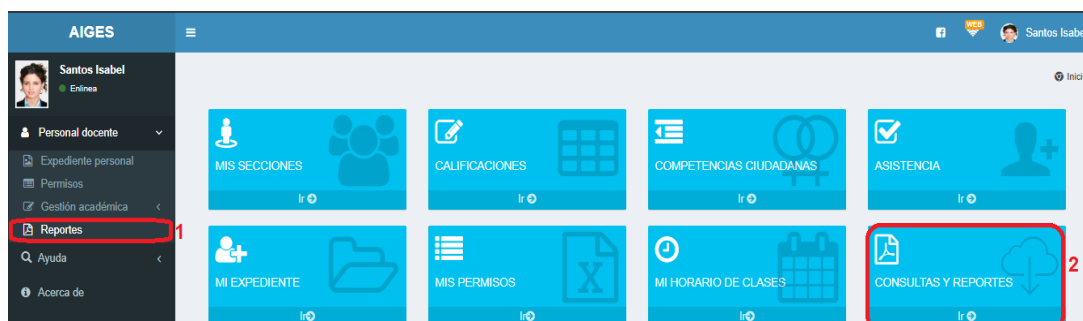 AIGES
WEB
Santos Isabe
Santos Isabel
Enlinea
Inici
Personal docente
Expediente personal
Permisos
Gestión académica
Reportes
1
Ayuda
Acerca de
MIS SECCIONES
Ir
CALIFICACIONES
Ir
COMPETENCIAS CIUDADANAS
Ir
ASISTENCIA
Ir
MI EXPEDIENTE
Ir
MIS PERMISOS
X
Ir
MI HORARIO DE CLASES
Ir
CONSULTAS Y REPORTES
2
Ir